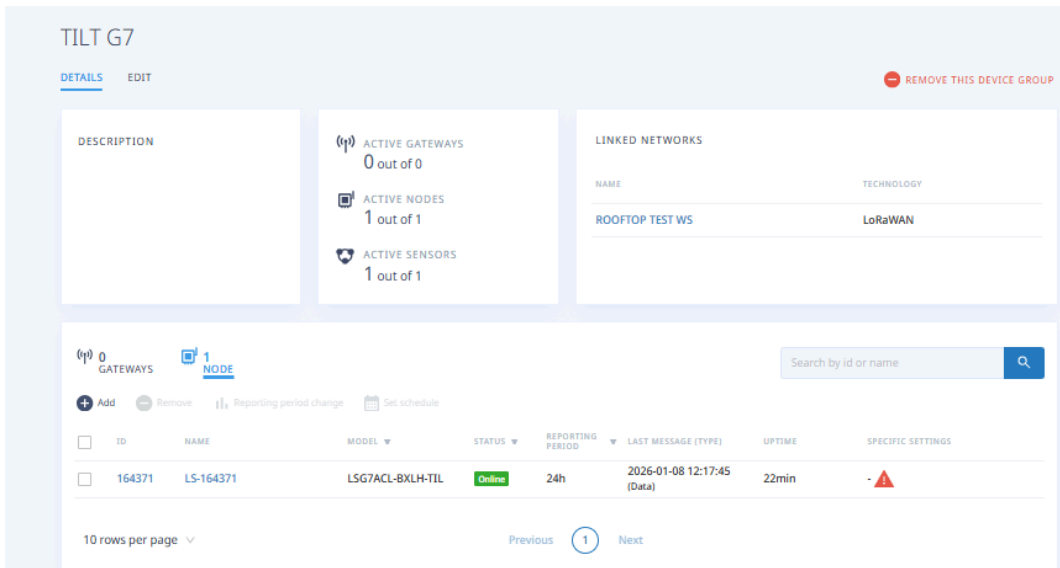 TILT G7
DETAILS EDIT
REMOVE THIS DEVICE GROUP
DESCRIPTION
ACTIVE GATEWAYS
0 out of 0
ACTIVE NODES
1 out of 1
ACTIVE SENSORS
1 out of 1
LINKED NETWORKS
NAME TECHNOLOGY
ROOFTOP TEST WS LoRaWAN
0 GATEWAYS
1 NODE
Search by id or name
Add Remove Reporting period change Set schedule
ID NAME MODEL STATUS REPORTING PERIOD LAST MESSAGE (TYPE) UPTIME SPECIFIC SETTINGS
164371 LS-164371 LSG7ACL-BXLH-TIL Online 24h 2026-01-08 12:17:45 (Data) 22min -
10 rows per page Previous 1 Next